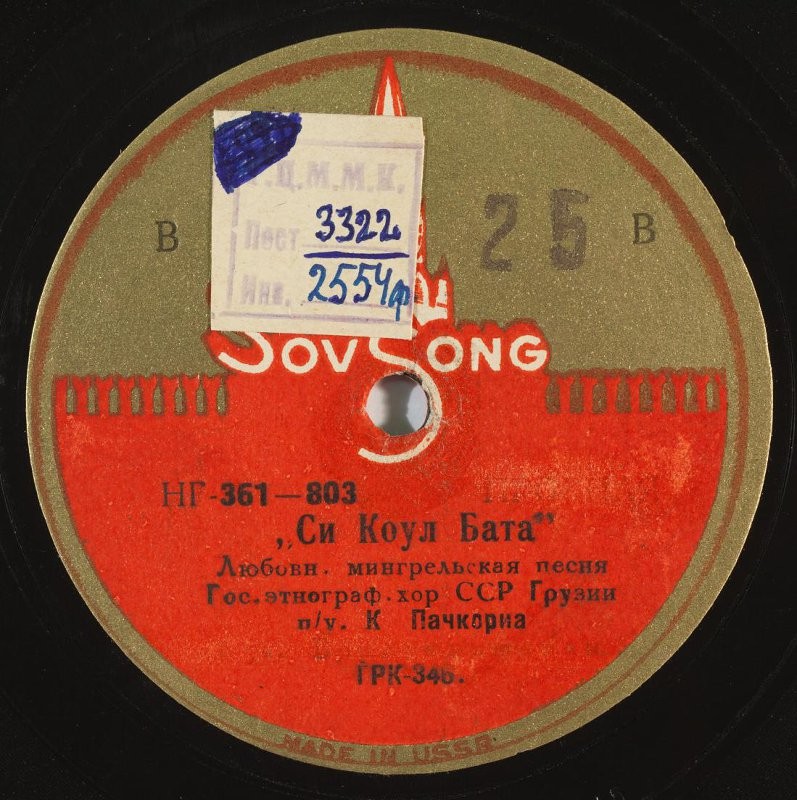 Ц.М.М.К.
Пост. 3322
Инв. 2554ф
25
В В
SOVSONG
НГ-361—803
„Си Коул Бата"
Любовн. мингрельская песня
Гос.этнограф.хор ССР Грузии
п/у. К Пачкориа
ГРК-346.
MADE IN USSR